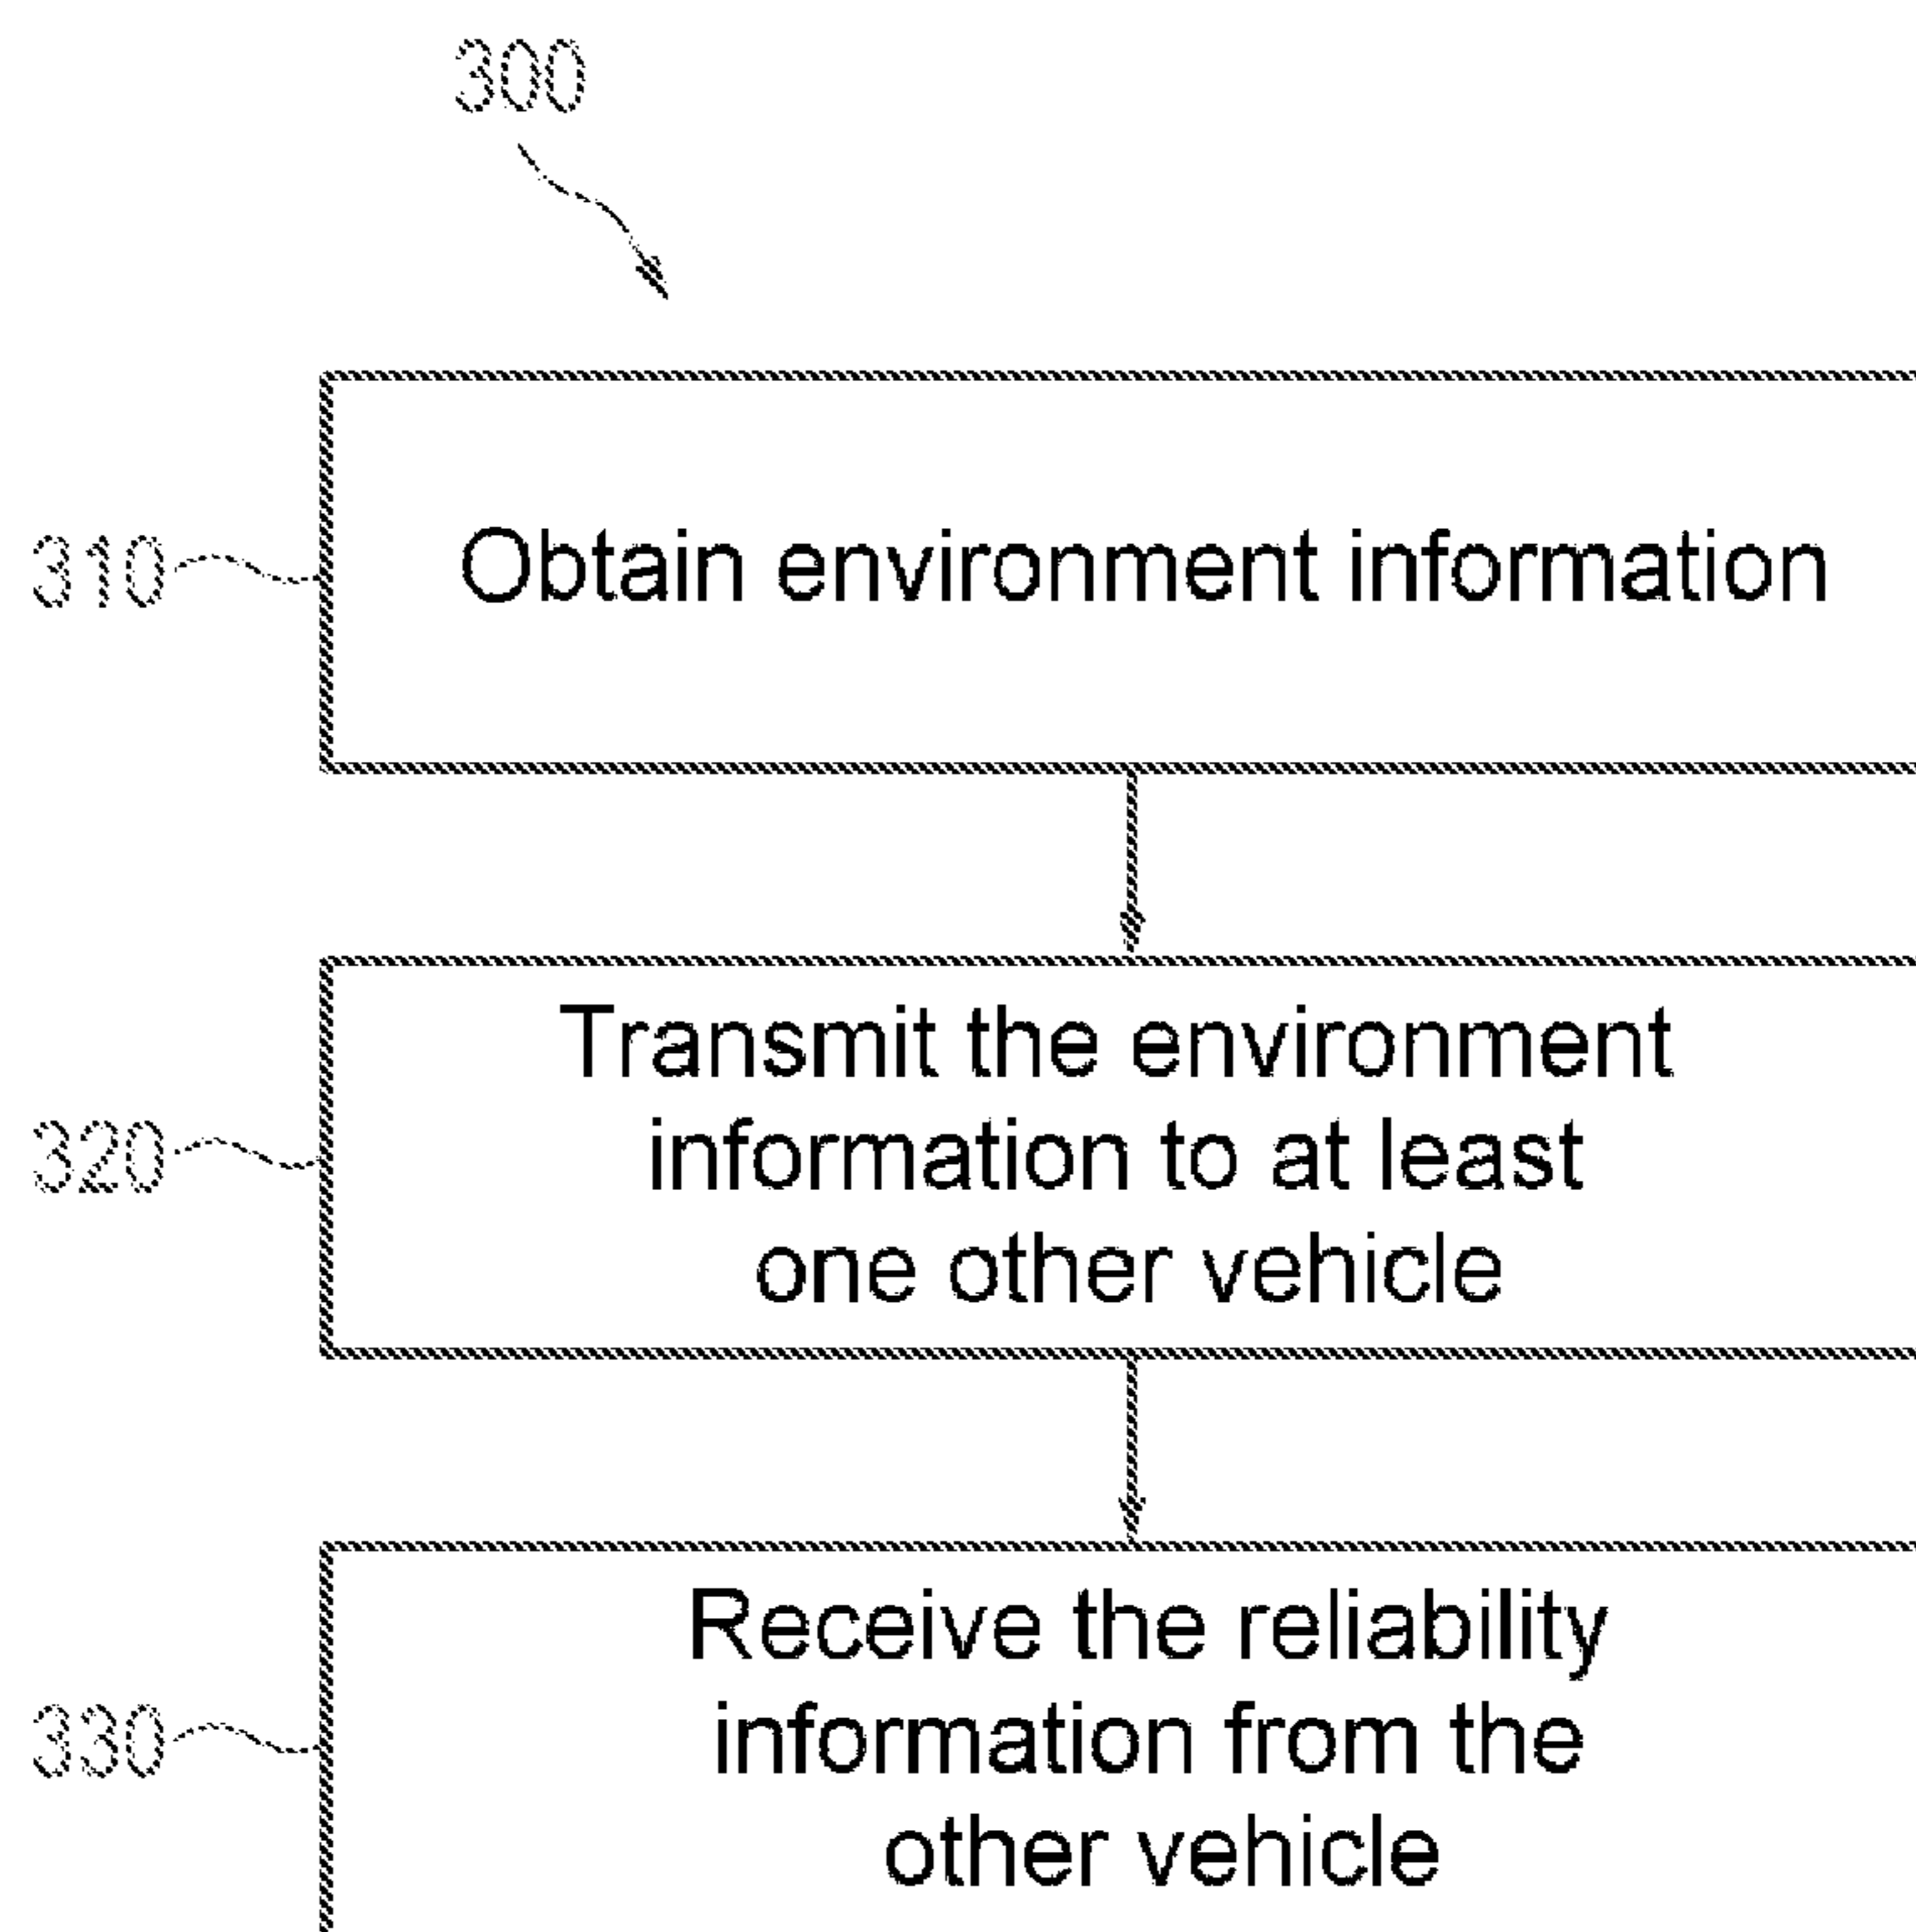 300
310
Obtain environment information
320
Transmit the environment
information to at least
one other vehicle
330
Receive the reliability
information from the
other vehicle